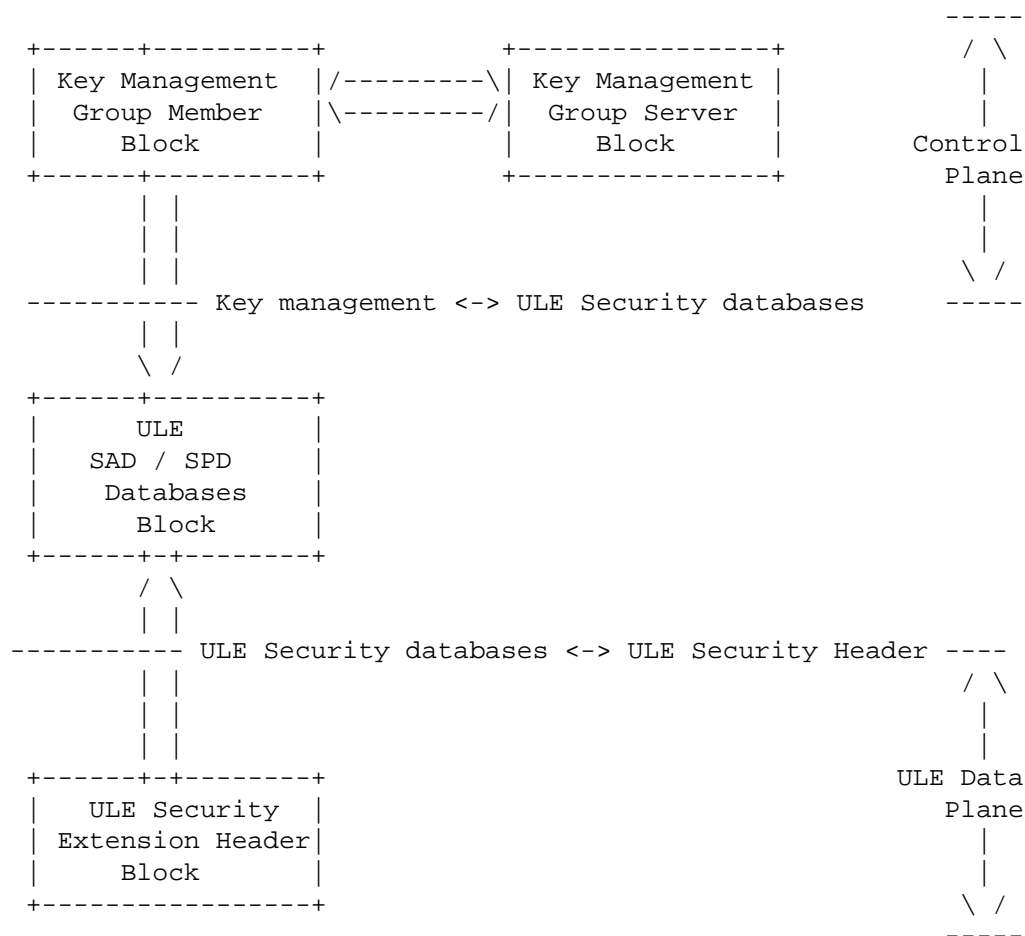 Key Management
Group Member
Block
Key Management
Group Server
Block
Control
Plane
Key management <-> ULE Security databases
ULE
SAD / SPD
Databases
Block
ULE Security databases <-> ULE Security Header
ULE Security
Extension Header
Block
ULE Data
Plane